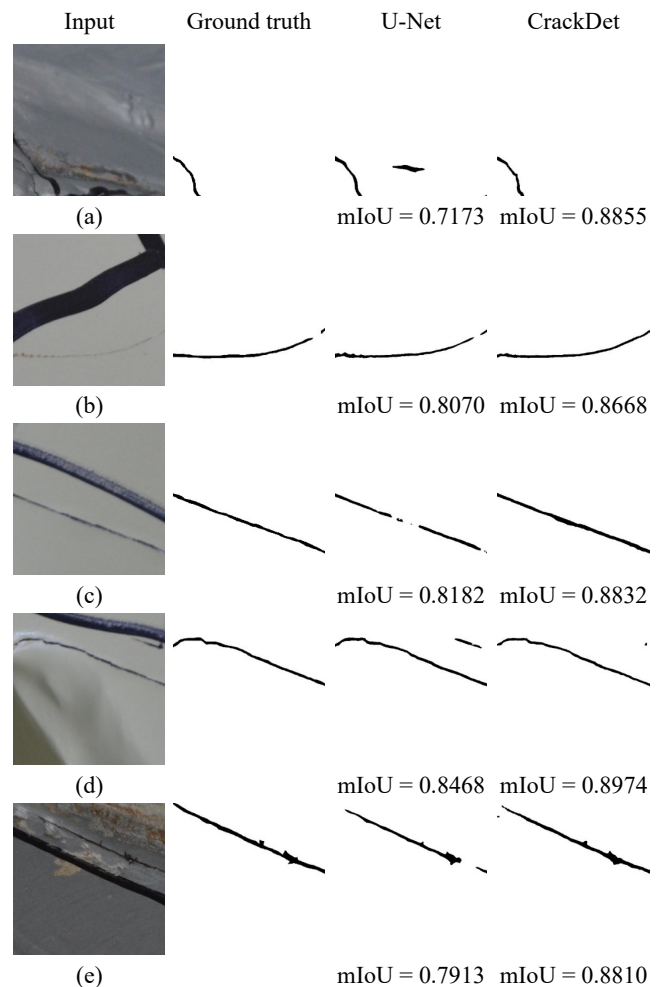 Input Ground truth U-Net CrackDet
(a) mIoU = 0.7173 mIoU = 0.8855
(b) mIoU = 0.8070 mIoU = 0.8668
(c) mIoU = 0.8182 mIoU = 0.8832
(d) mIoU = 0.8468 mIoU = 0.8974
(e) mIoU = 0.7913 mIoU = 0.8810